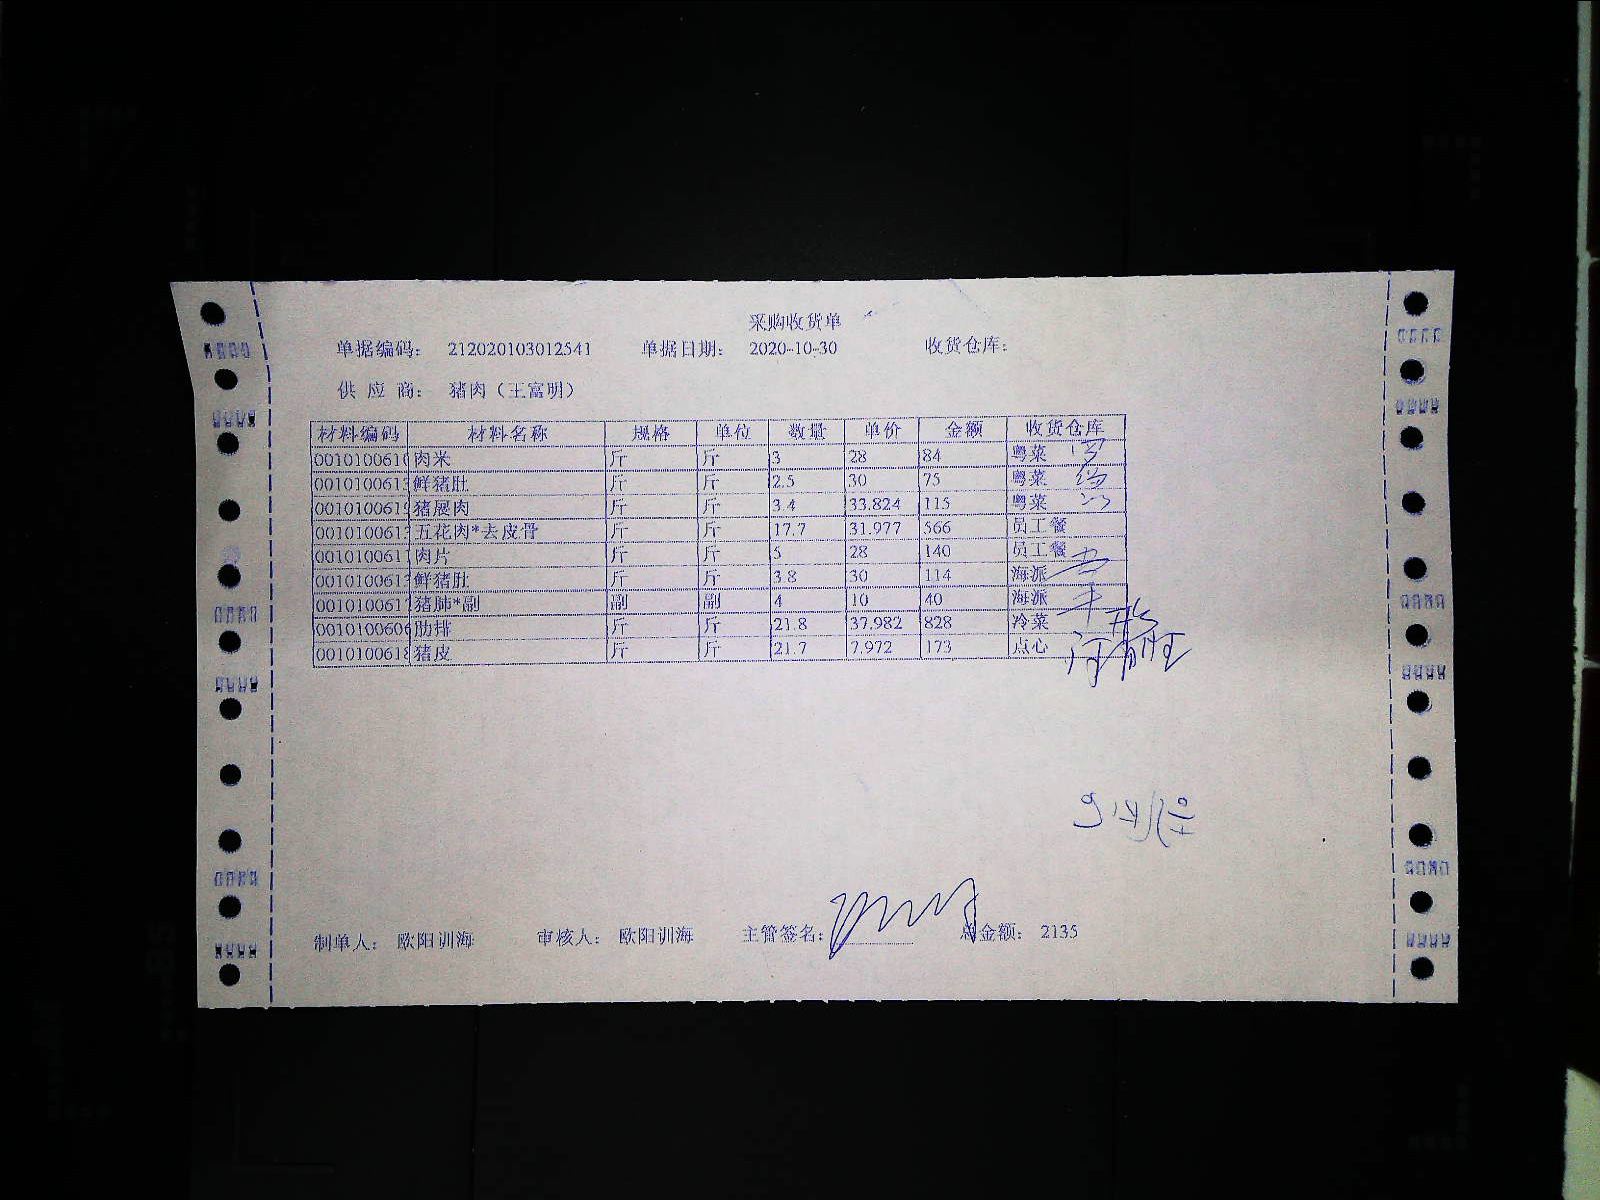 采购收货单
单据编码： 212020103012541 单据日期： 2020-10-30 收货仓库：
供 应 商： 猪肉（王富明）
材料编码 材料名称 规格 单位 数量 单价 金额 收货仓库
001010061 肉米 斤 斤 3 28 84 粤菜
001010061 鲜猪肚 斤 斤 2.5 30 75 粤菜
001010061 猪展肉 斤 斤 3.4 33.824 115 粤菜
001010061 五花肉*去皮骨 斤 斤 17.7 31.977 566 员工餐
001010061 肉片 斤 斤 5 28 140 员工餐
001010061 鲜猪肚 斤 斤 3.8 30 114 海派
001010061 猪肺*副 副 副 4 10 40 海派
001010060 肋排 斤 斤 21.8 37.982 828 冷菜
001010061 猪皮 斤 斤 21.7 7.972 173 点心
制单人： 欧阳训海 审核人： 欧阳训海 主管签名： 总金额： 2135